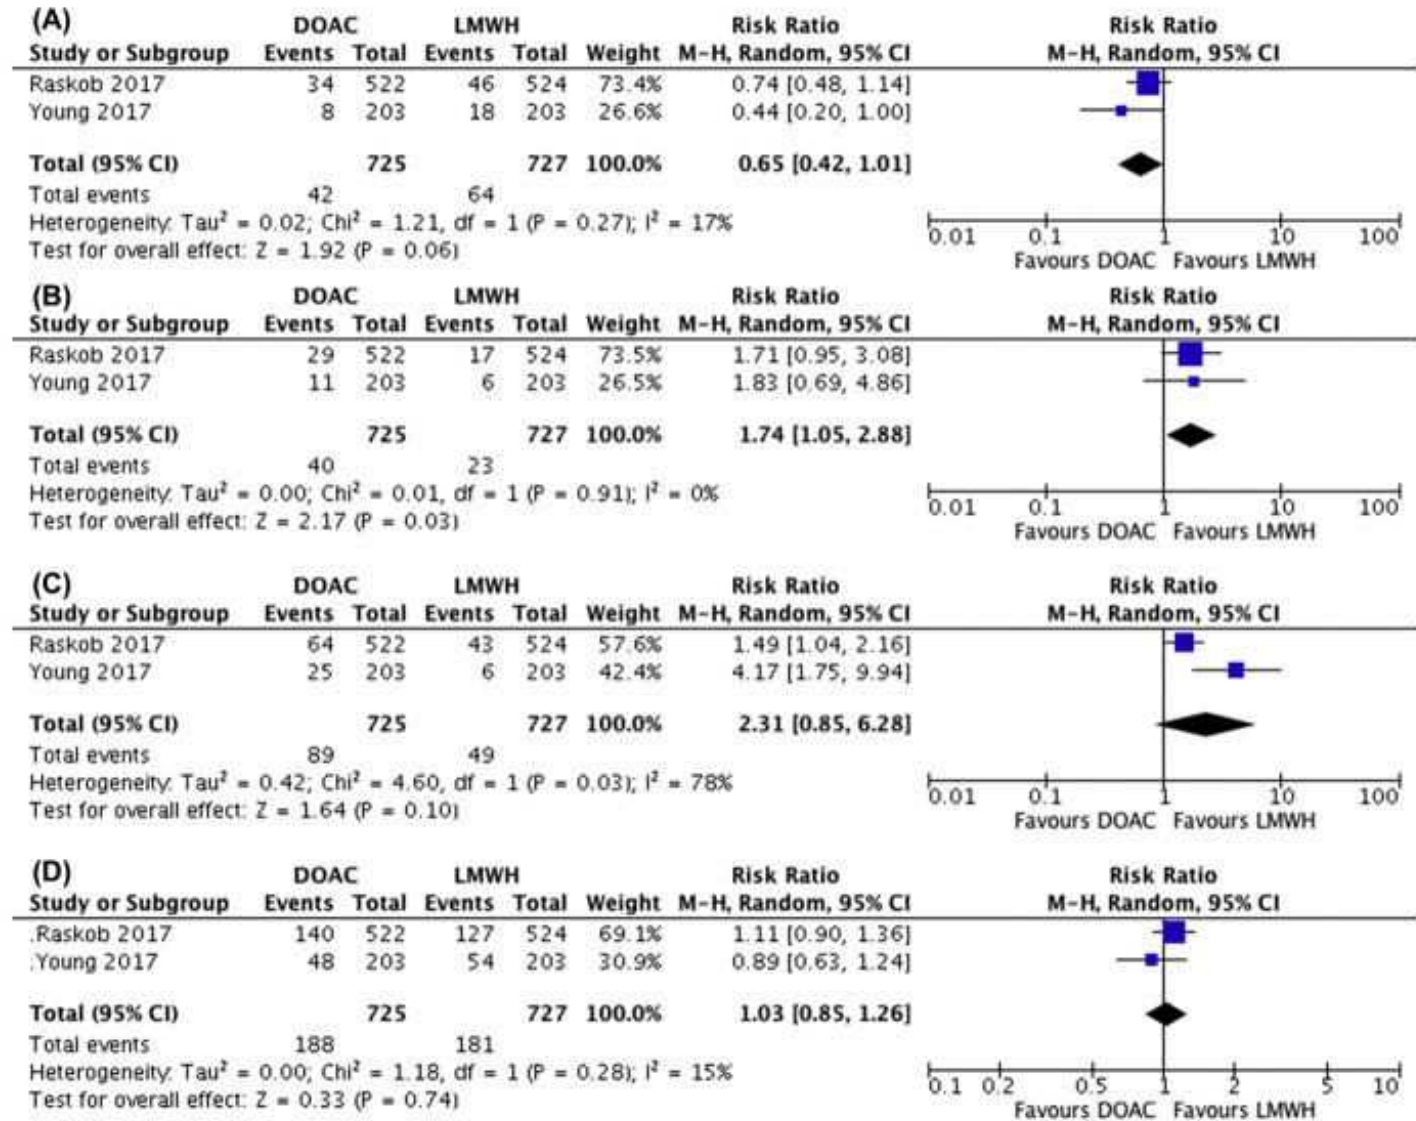 (A) DOAC LMWH Risk Ratio Risk Ratio
Study or Subgroup Events Total Events Total Weight M-H, Random, 95% CI M-H, Random, 95% CI
Raskob 2017 34 522 46 524 73.4% 0.74 [0.48, 1.14]
Young 2017 8 203 18 203 26.6% 0.44 [0.20, 1.00]
Total (95% CI) 725 727 100.0% 0.65 [0.42, 1.01]
Total events 42 64
Heterogeneity: Tau² = 0.02; Chi² = 1.21, df = 1 (P = 0.27); I² = 17%
Test for overall effect: Z = 1.92 (P = 0.06)
0.01 0.1 1 10 100
Favours DOAC Favours LMWH
(B) DOAC LMWH Risk Ratio Risk Ratio
Study or Subgroup Events Total Events Total Weight M-H, Random, 95% CI M-H, Random, 95% CI
Raskob 2017 29 522 17 524 73.5% 1.71 [0.95, 3.08]
Young 2017 11 203 6 203 26.5% 1.83 [0.69, 4.86]
Total (95% CI) 725 727 100.0% 1.74 [1.05, 2.88]
Total events 40 23
Heterogeneity: Tau² = 0.00; Chi² = 0.01, df = 1 (P = 0.91); I² = 0%
Test for overall effect: Z = 2.17 (P = 0.03)
0.01 0.1 1 10 100
Favours DOAC Favours LMWH
(C) DOAC LMWH Risk Ratio Risk Ratio
Study or Subgroup Events Total Events Total Weight M-H, Random, 95% CI M-H, Random, 95% CI
Raskob 2017 64 522 43 524 57.6% 1.49 [1.04, 2.16]
Young 2017 25 203 6 203 42.4% 4.17 [1.75, 9.94]
Total (95% CI) 725 727 100.0% 2.31 [0.85, 6.28]
Total events 89 49
Heterogeneity: Tau² = 0.42; Chi² = 4.60, df = 1 (P = 0.03); I² = 78%
Test for overall effect: Z = 1.64 (P = 0.10)
0.01 0.1 1 10 100
Favours DOAC Favours LMWH
(D) DOAC LMWH Risk Ratio Risk Ratio
Study or Subgroup Events Total Events Total Weight M-H, Random, 95% CI M-H, Random, 95% CI
.Raskob 2017 140 522 127 524 69.1% 1.11 [0.90, 1.36]
:Young 2017 48 203 54 203 30.9% 0.89 [0.63, 1.24]
Total (95% CI) 725 727 100.0% 1.03 [0.85, 1.26]
Total events 188 181
Heterogeneity: Tau² = 0.00; Chi² = 1.18, df = 1 (P = 0.28); I² = 15%
Test for overall effect: Z = 0.33 (P = 0.74)
0.1 0.2 0.5 1 2 5 10
Favours DOAC Favours LMWH